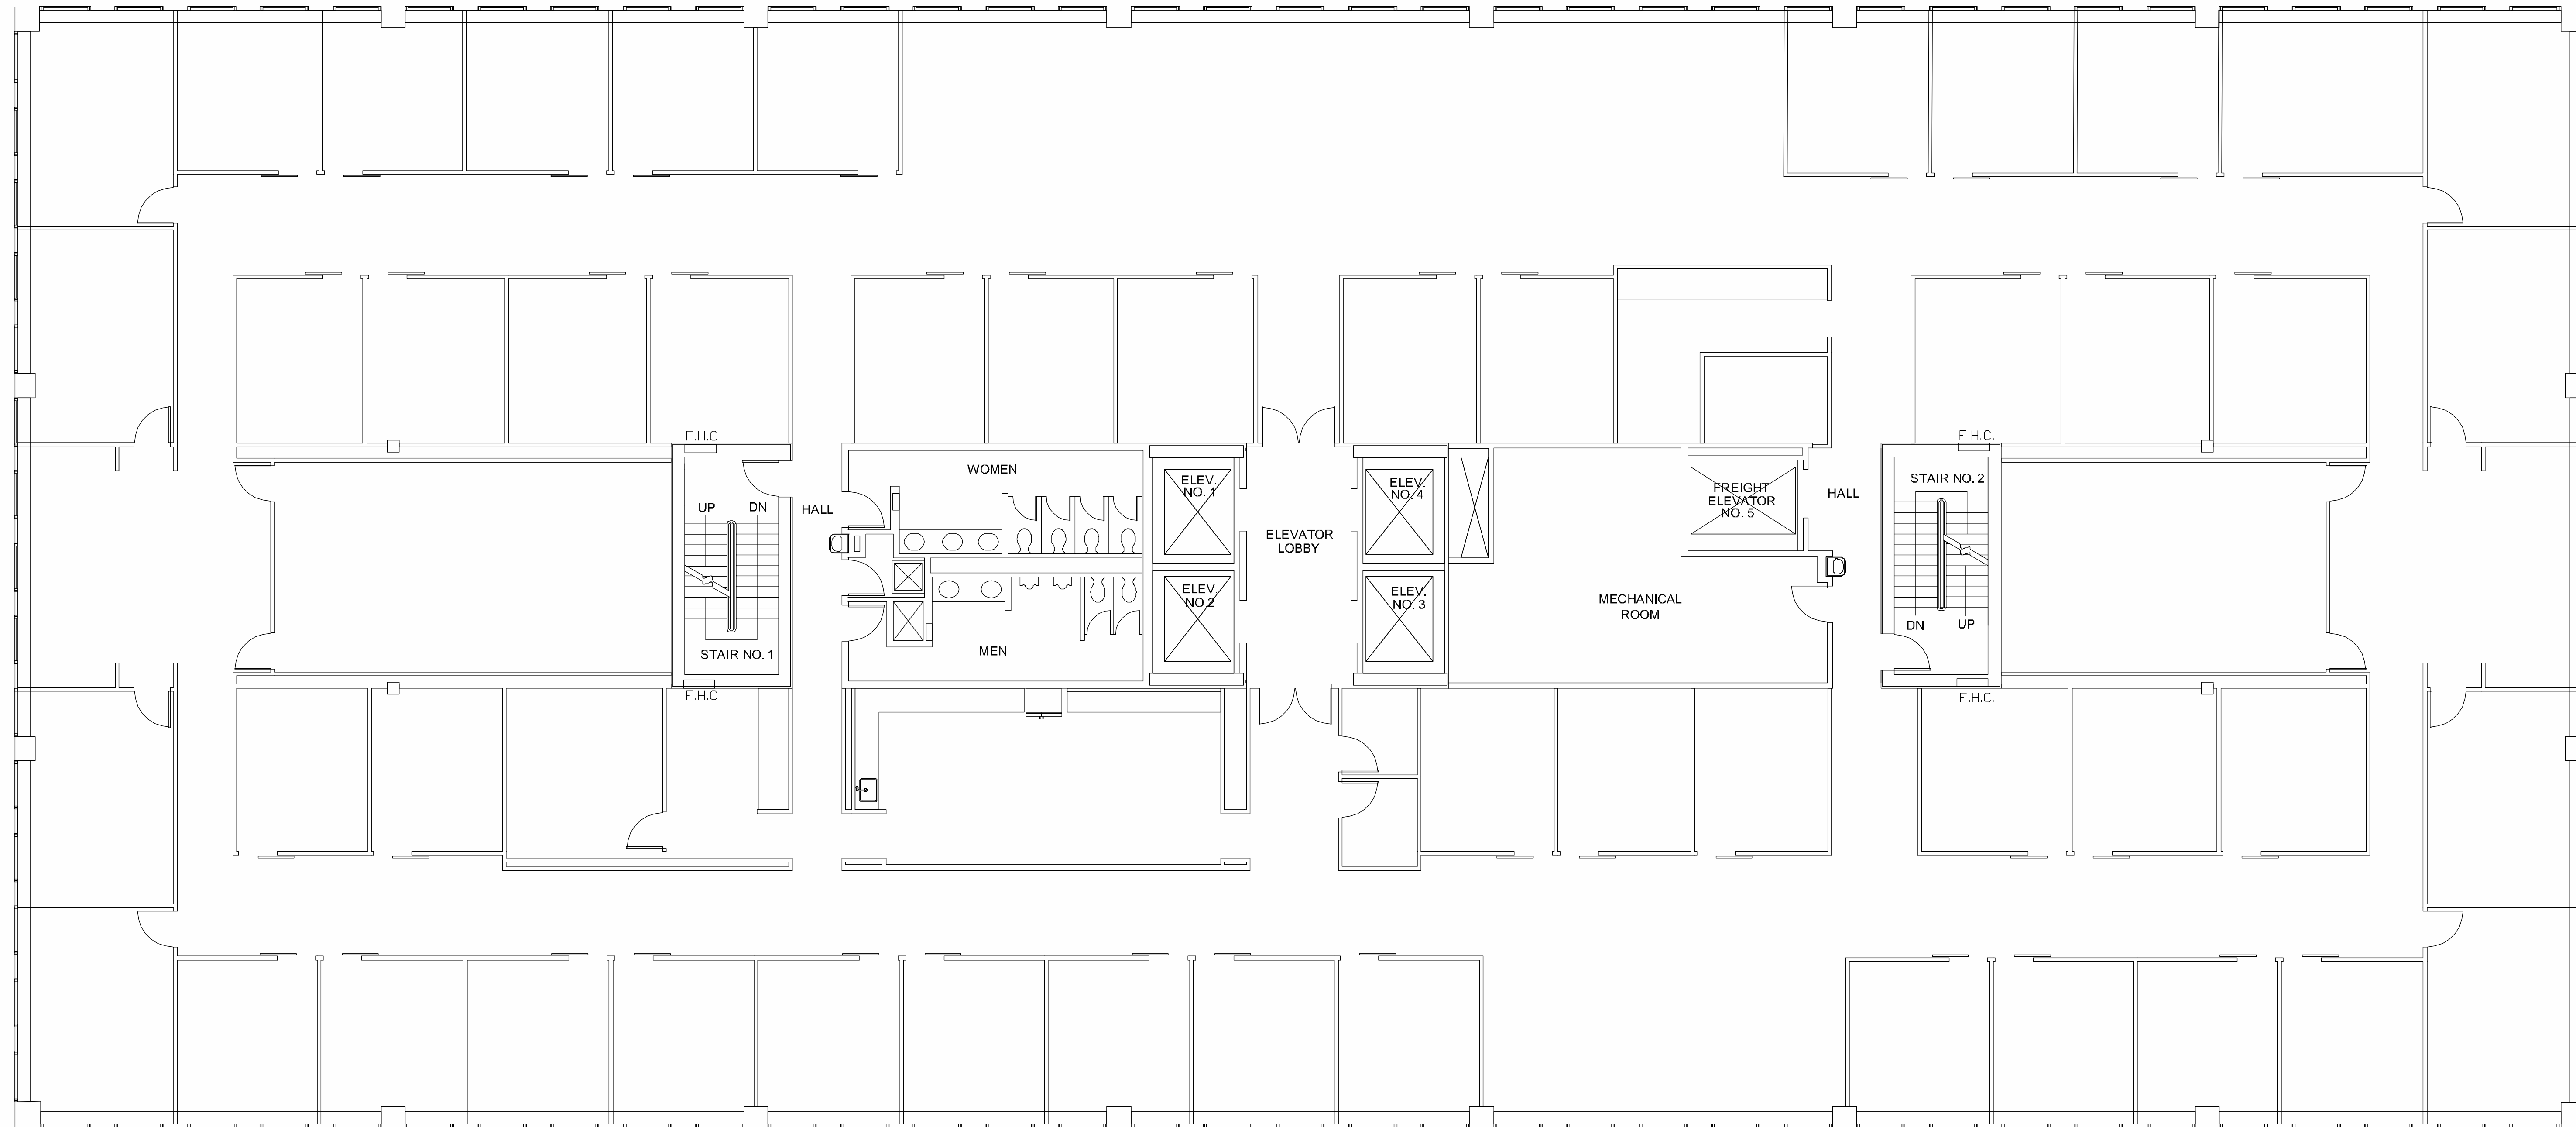 F.H.C.
F.H.C.
WOMEN
ELEV.
NO. 1
ELEV.
NO. 4
FREIGHT
ELEVATOR
NO. 5
HALL
STAIR NO. 2
UP
DN
HALL
ELEVATOR
LOBBY
ELEV.
NO.2
ELEV.
NO. 3
MECHANICAL
ROOM
DN
UP
STAIR NO. 1
MEN
F.H.C.
F.H.C.